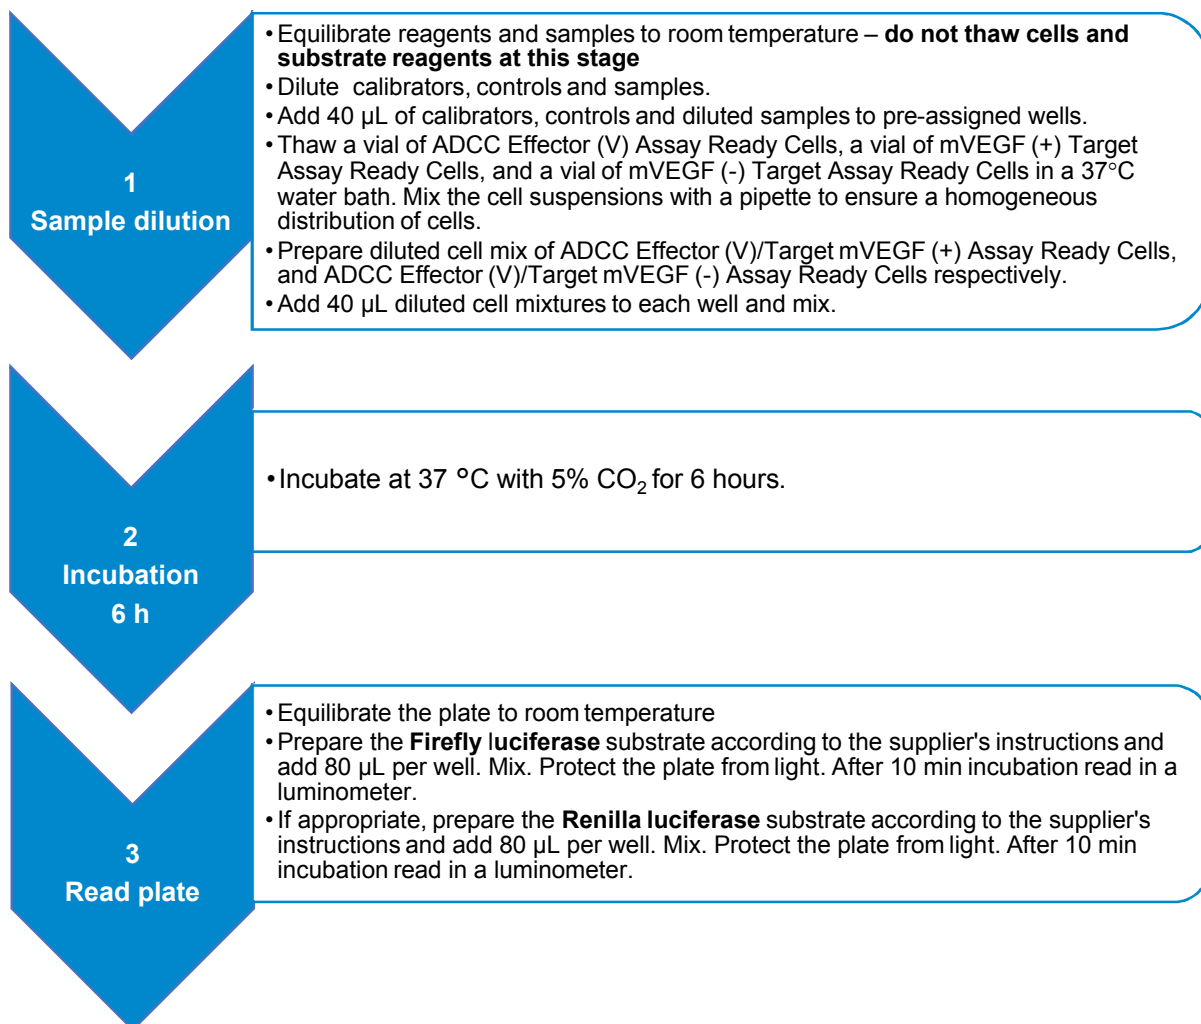 1
Sample dilution
•Equilibrate reagents and samples to room temperature – do not thaw cells and
substrate reagents at this stage
•Dilute calibrators, controls and samples.
•Add 40 µL of calibrators, controls and diluted samples to pre-assigned wells.
•Thaw a vial of ADCC Effector (V) Assay Ready Cells, a vial of mVEGF (+) Target
Assay Ready Cells, and a vial of mVEGF (-) Target Assay Ready Cells in a 37°C
water bath. Mix the cell suspensions with a pipette to ensure a homogeneous
distribution of cells.
•Prepare diluted cell mix of ADCC Effector (V)/Target mVEGF (+) Assay Ready Cells,
and ADCC Effector (V)/Target mVEGF (-) Assay Ready Cells respectively.
•Add 40 µL diluted cell mixtures to each well and mix.
2
Incubation
6 h
•Incubate at 37 °C with 5% CO₂ for 6 hours.
3
Read plate
•Equilibrate the plate to room temperature
•Prepare the Firefly luciferase substrate according to the supplier's instructions and
add 80 µL per well. Mix. Protect the plate from light. After 10 min incubation read in a
luminometer.
•If appropriate, prepare the Renilla luciferase substrate according to the supplier's
instructions and add 80 µL per well. Mix. Protect the plate from light. After 10 min
incubation read in a luminometer.